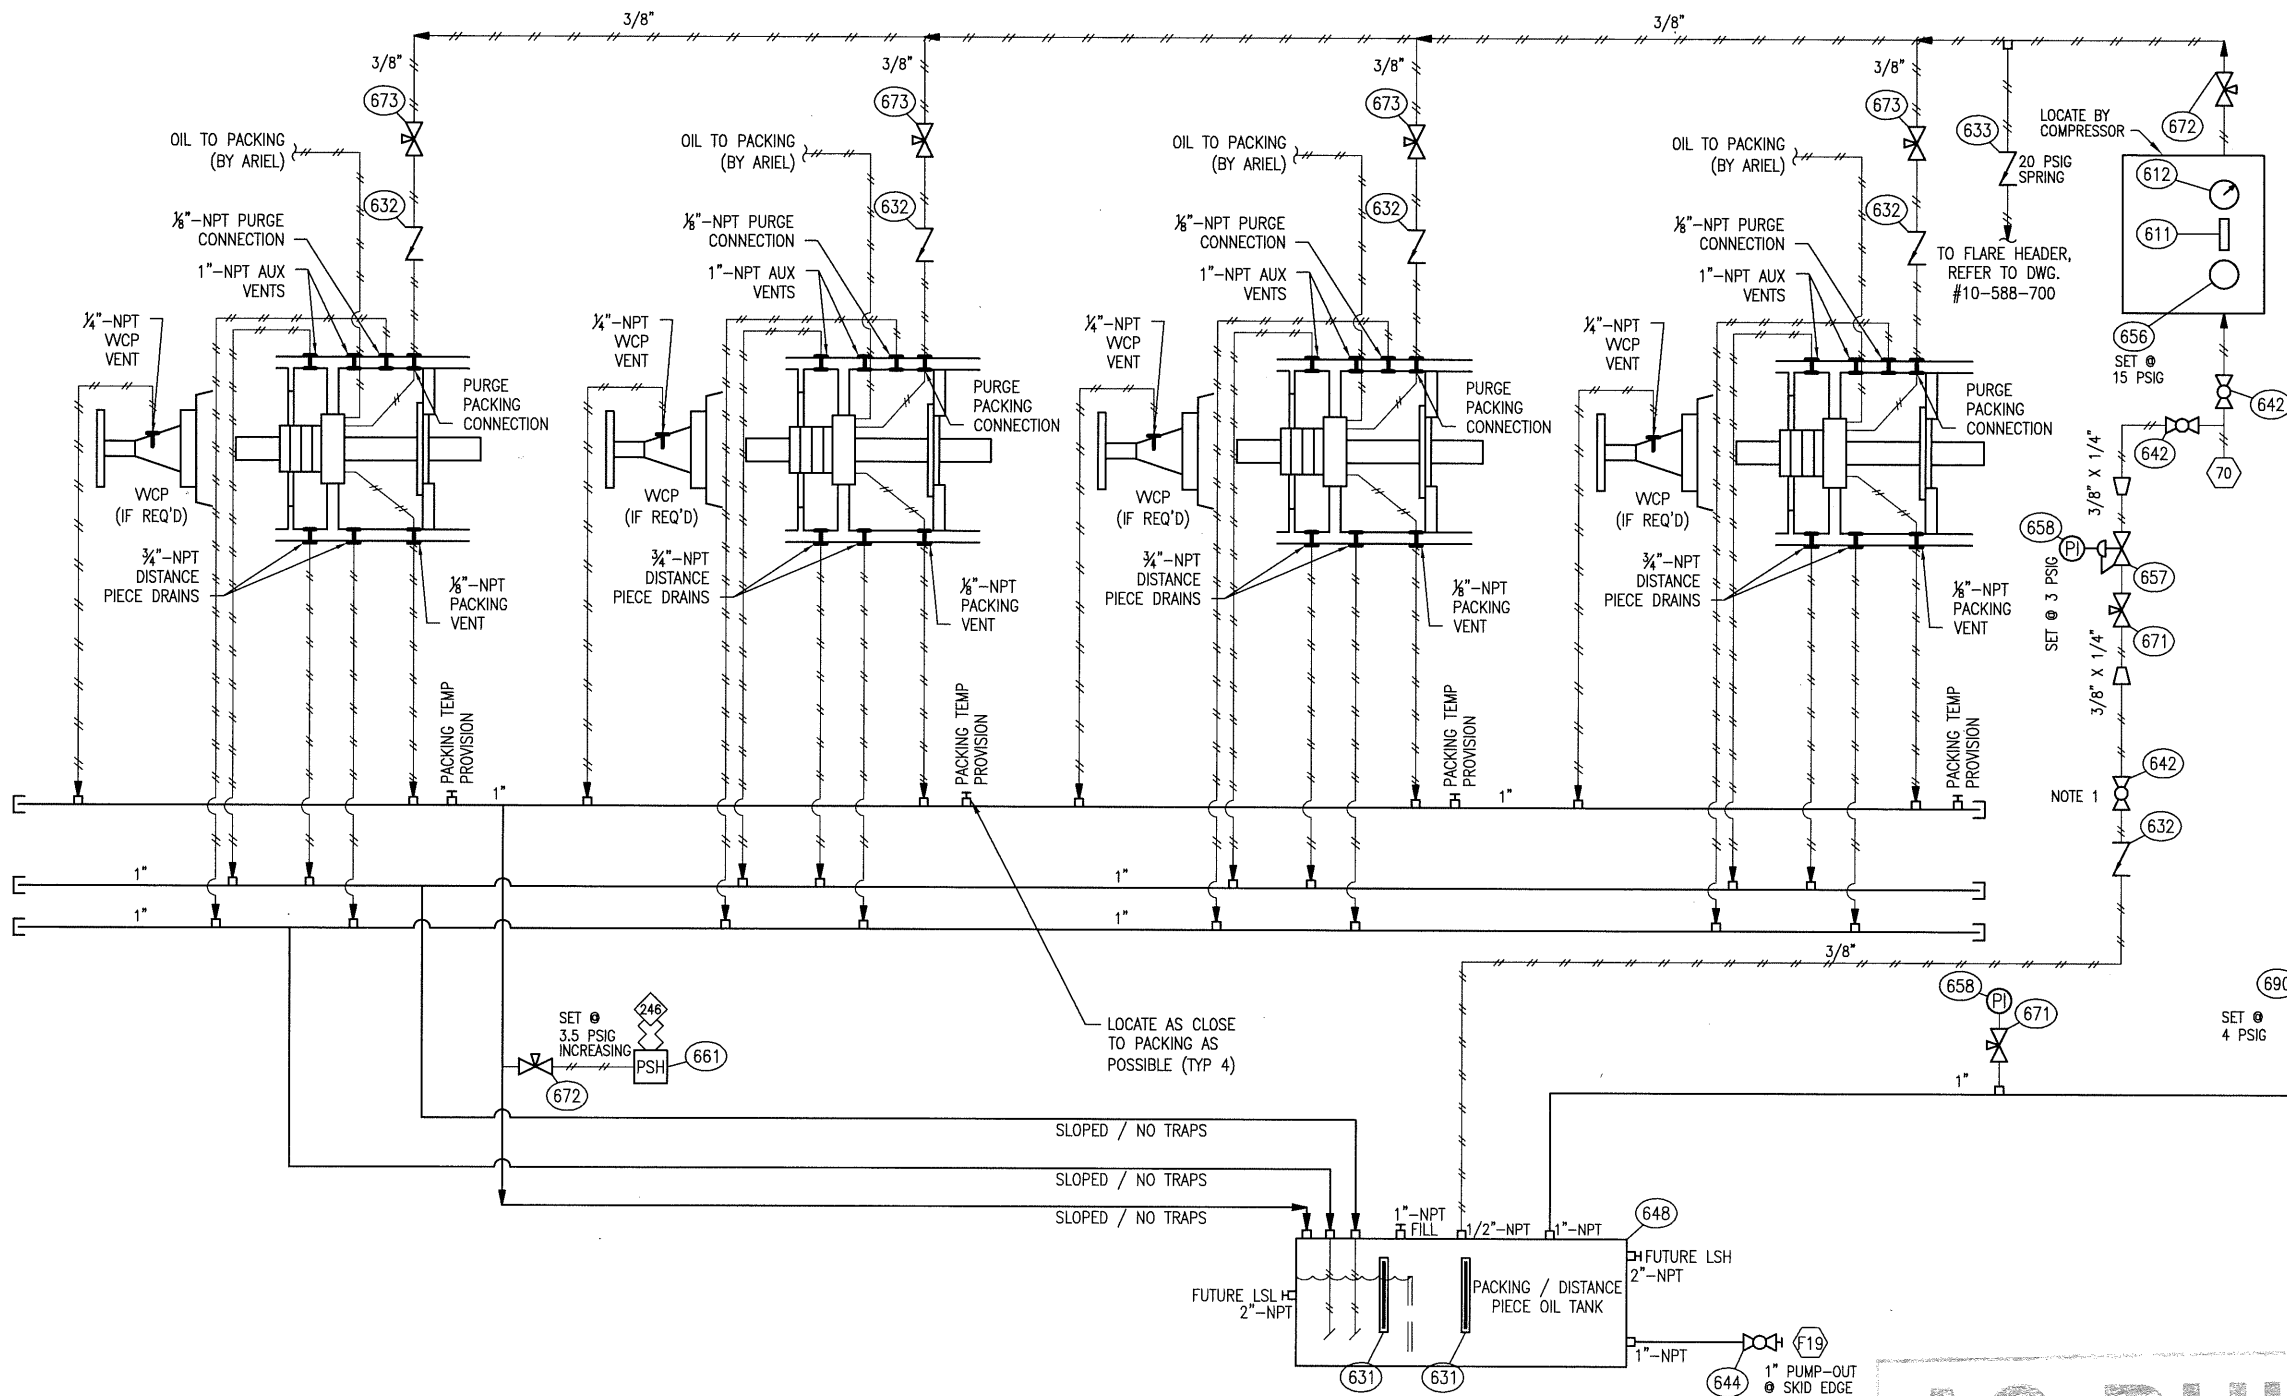 3/8"
3/8"
3/8"
3/8"
3/8"
3/8"
673
673
673
673
672
LOCATE BY
COMPRESSOR
633
20 PSIG
SPRING
612
611
656
SET @
15 PSIG
TO FLARE HEADER,
REFER TO DWG.
#10-588-700
OIL TO PACKING
(BY ARIEL)
632
⅛"-NPT PURGE
CONNECTION
1"-NPT AUX
VENTS
¼"-NPT
VVCP
VENT
PURGE
PACKING
CONNECTION
VVCP
(IF REQ'D)
¾"-NPT
DISTANCE
PIECE DRAINS
⅛"-NPT
PACKING
VENT
PACKING TEMP
PROVISION
OIL TO PACKING
(BY ARIEL)
632
⅛"-NPT PURGE
CONNECTION
1"-NPT AUX
VENTS
¼"-NPT
VVCP
VENT
PURGE
PACKING
CONNECTION
VVCP
(IF REQ'D)
¾"-NPT
DISTANCE
PIECE DRAINS
⅛"-NPT
PACKING
VENT
PACKING TEMP
PROVISION
OIL TO PACKING
(BY ARIEL)
632
⅛"-NPT PURGE
CONNECTION
1"-NPT AUX
VENTS
¼"-NPT
VVCP
VENT
PURGE
PACKING
CONNECTION
VVCP
(IF REQ'D)
¾"-NPT
DISTANCE
PIECE DRAINS
⅛"-NPT
PACKING
VENT
PACKING TEMP
PROVISION
OIL TO PACKING
(BY ARIEL)
632
⅛"-NPT PURGE
CONNECTION
1"-NPT AUX
VENTS
¼"-NPT
VVCP
VENT
PURGE
PACKING
CONNECTION
VVCP
(IF REQ'D)
¾"-NPT
DISTANCE
PIECE DRAINS
⅛"-NPT
PACKING
VENT
PACKING TEMP
PROVISION
642
642
70
3/8" X 1/4"
658
PI
657
SET @ 3 PSIG
671
3/8" X 1/4"
642
NOTE 1
632
1"
1"
1"
1"
1"
1"
3/8"
658
PI
671
690
SET @
4 PSIG
1"
SET @
3.5 PSIG
INCREASING
246
PSH
661
672
LOCATE AS CLOSE
TO PACKING AS
POSSIBLE (TYP 4)
SLOPED / NO TRAPS
SLOPED / NO TRAPS
SLOPED / NO TRAPS
1"-NPT
FILL
1/2"-NPT
1"-NPT
648
FUTURE LSH
2"-NPT
FUTURE LSL
2"-NPT
PACKING / DISTANCE
PIECE OIL TANK
631
631
1"-NPT
644
F19
1" PUMP-OUT
@ SKID EDGE